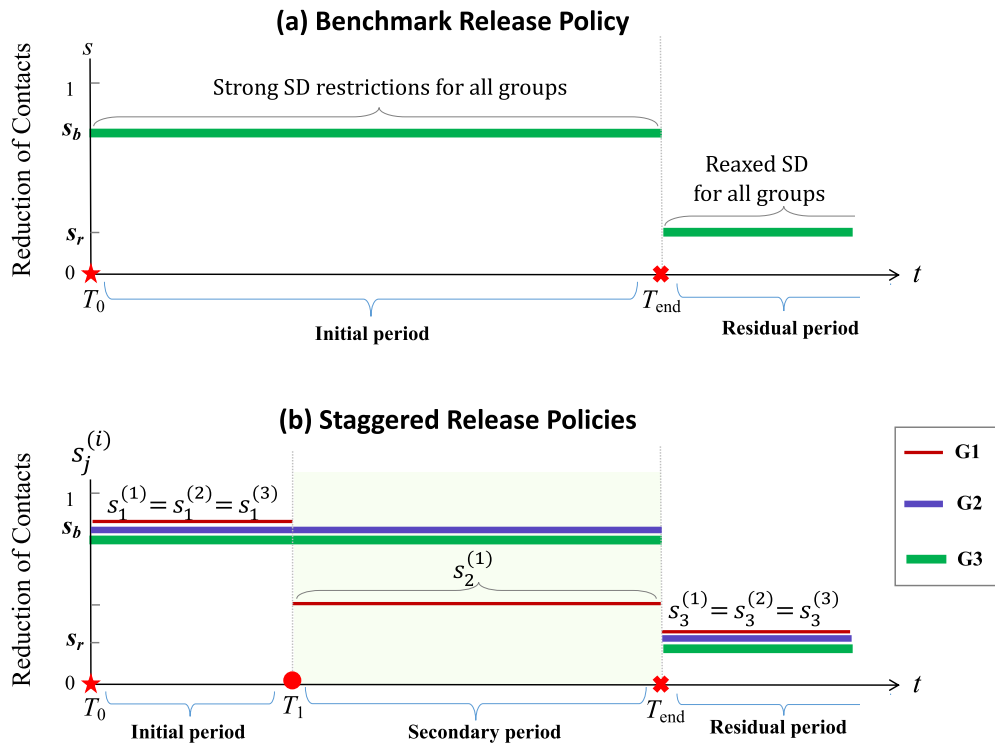 (a) Benchmark Release Policy
s
Reduction of Contacts
1
Strong SD restrictions for all groups
s_b
Reaxed SD
for all groups
s_r
0
t
T_0
T_end
Initial period
Residual period
(b) Staggered Release Policies
s_j^(i)
Reduction of Contacts
1
s_1^(1) = s_1^(2) = s_1^(3)
s_b
s_2^(1)
s_3^(1) = s_3^(2) = s_3^(3)
s_r
0
t
T_0
T_1
T_end
Initial period
Secondary period
Residual period
G1
G2
G3